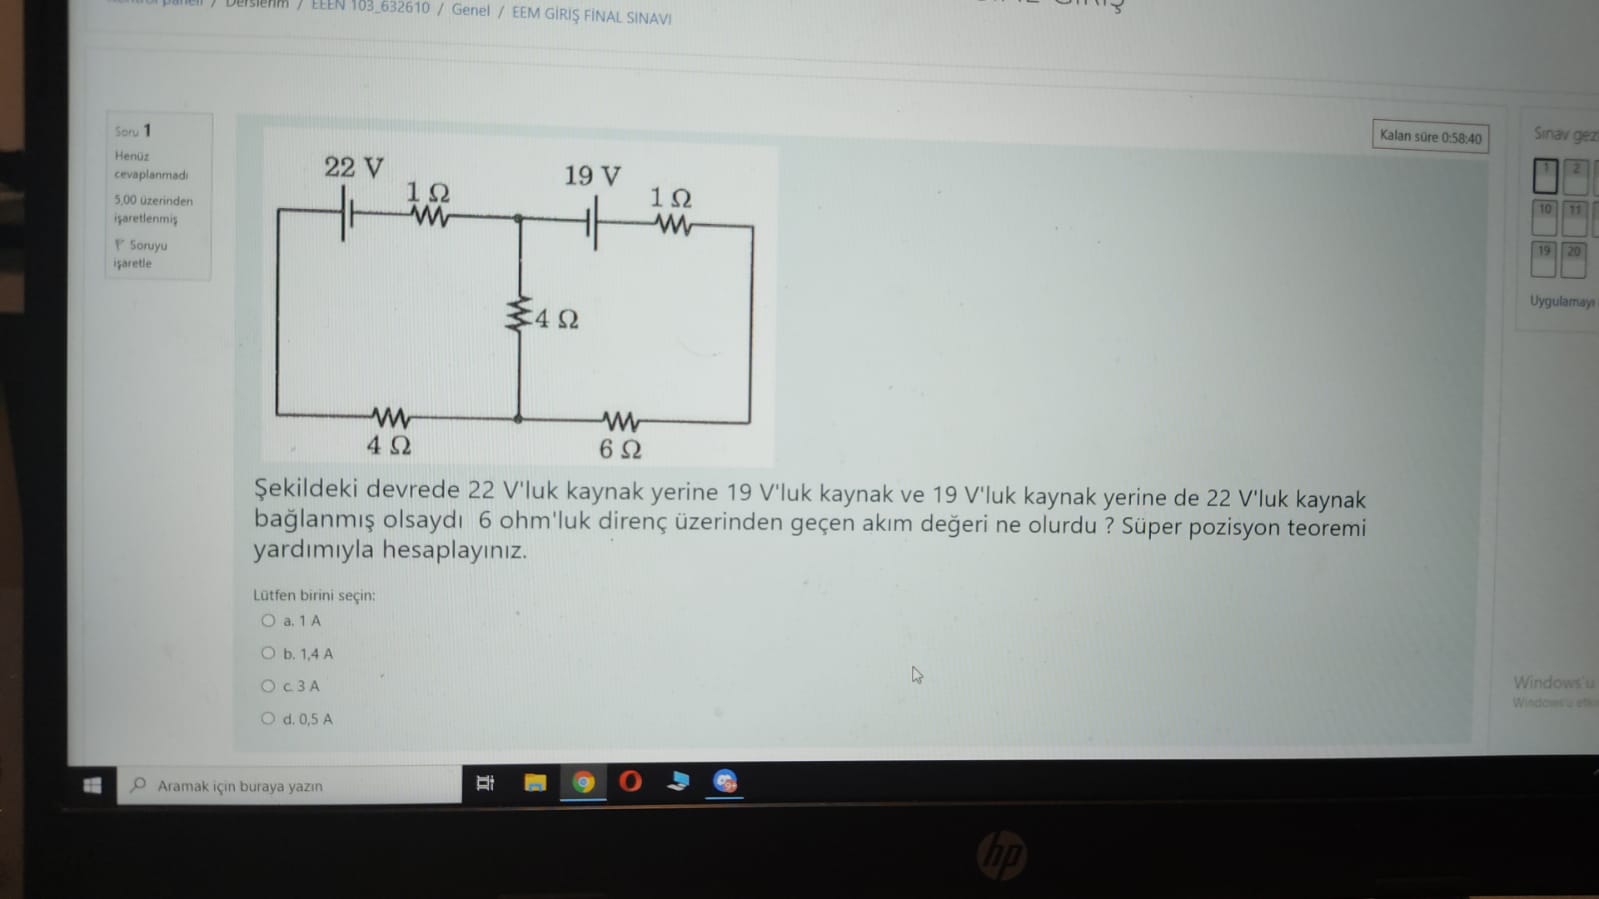 Derslerim / EEEN 103_632610 / Genel / EEM GİRİŞ FİNAL SINAVI
Soru 1
Henüz
cevaplanmadı
5,00 üzerinden
işaretlenmiş
Soruyu
işaretle
22 V
1 Ω
19 V
1 Ω
4 Ω
4 Ω
6 Ω
Kalan süre 0:58:40
Sınav gez
1 2
10 11
19 20
Uygulamayı
Şekildeki devrede 22 V'luk kaynak yerine 19 V'luk kaynak ve 19 V'luk kaynak yerine de 22 V'luk kaynak
bağlanmış olsaydı 6 ohm'luk direnç üzerinden geçen akım değeri ne olurdu ? Süper pozisyon teoremi
yardımıyla hesaplayınız.
Lütfen birini seçin:
a. 1 A
b. 1,4 A
c. 3 A
d. 0,5 A
Windows'u
Windows'u
Aramak için buraya yazın
hp